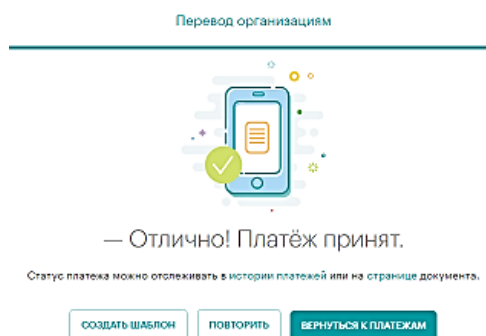 Перевод организациям
— Отлично! Платёж принят.
Статус платежа можно отслеживать в истории платежей или на странице документа.
СОЗДАТЬ ШАБЛОН ПОВТОРИТЬ ВЕРНУТЬСЯ К ПЛАТЕЖАМ